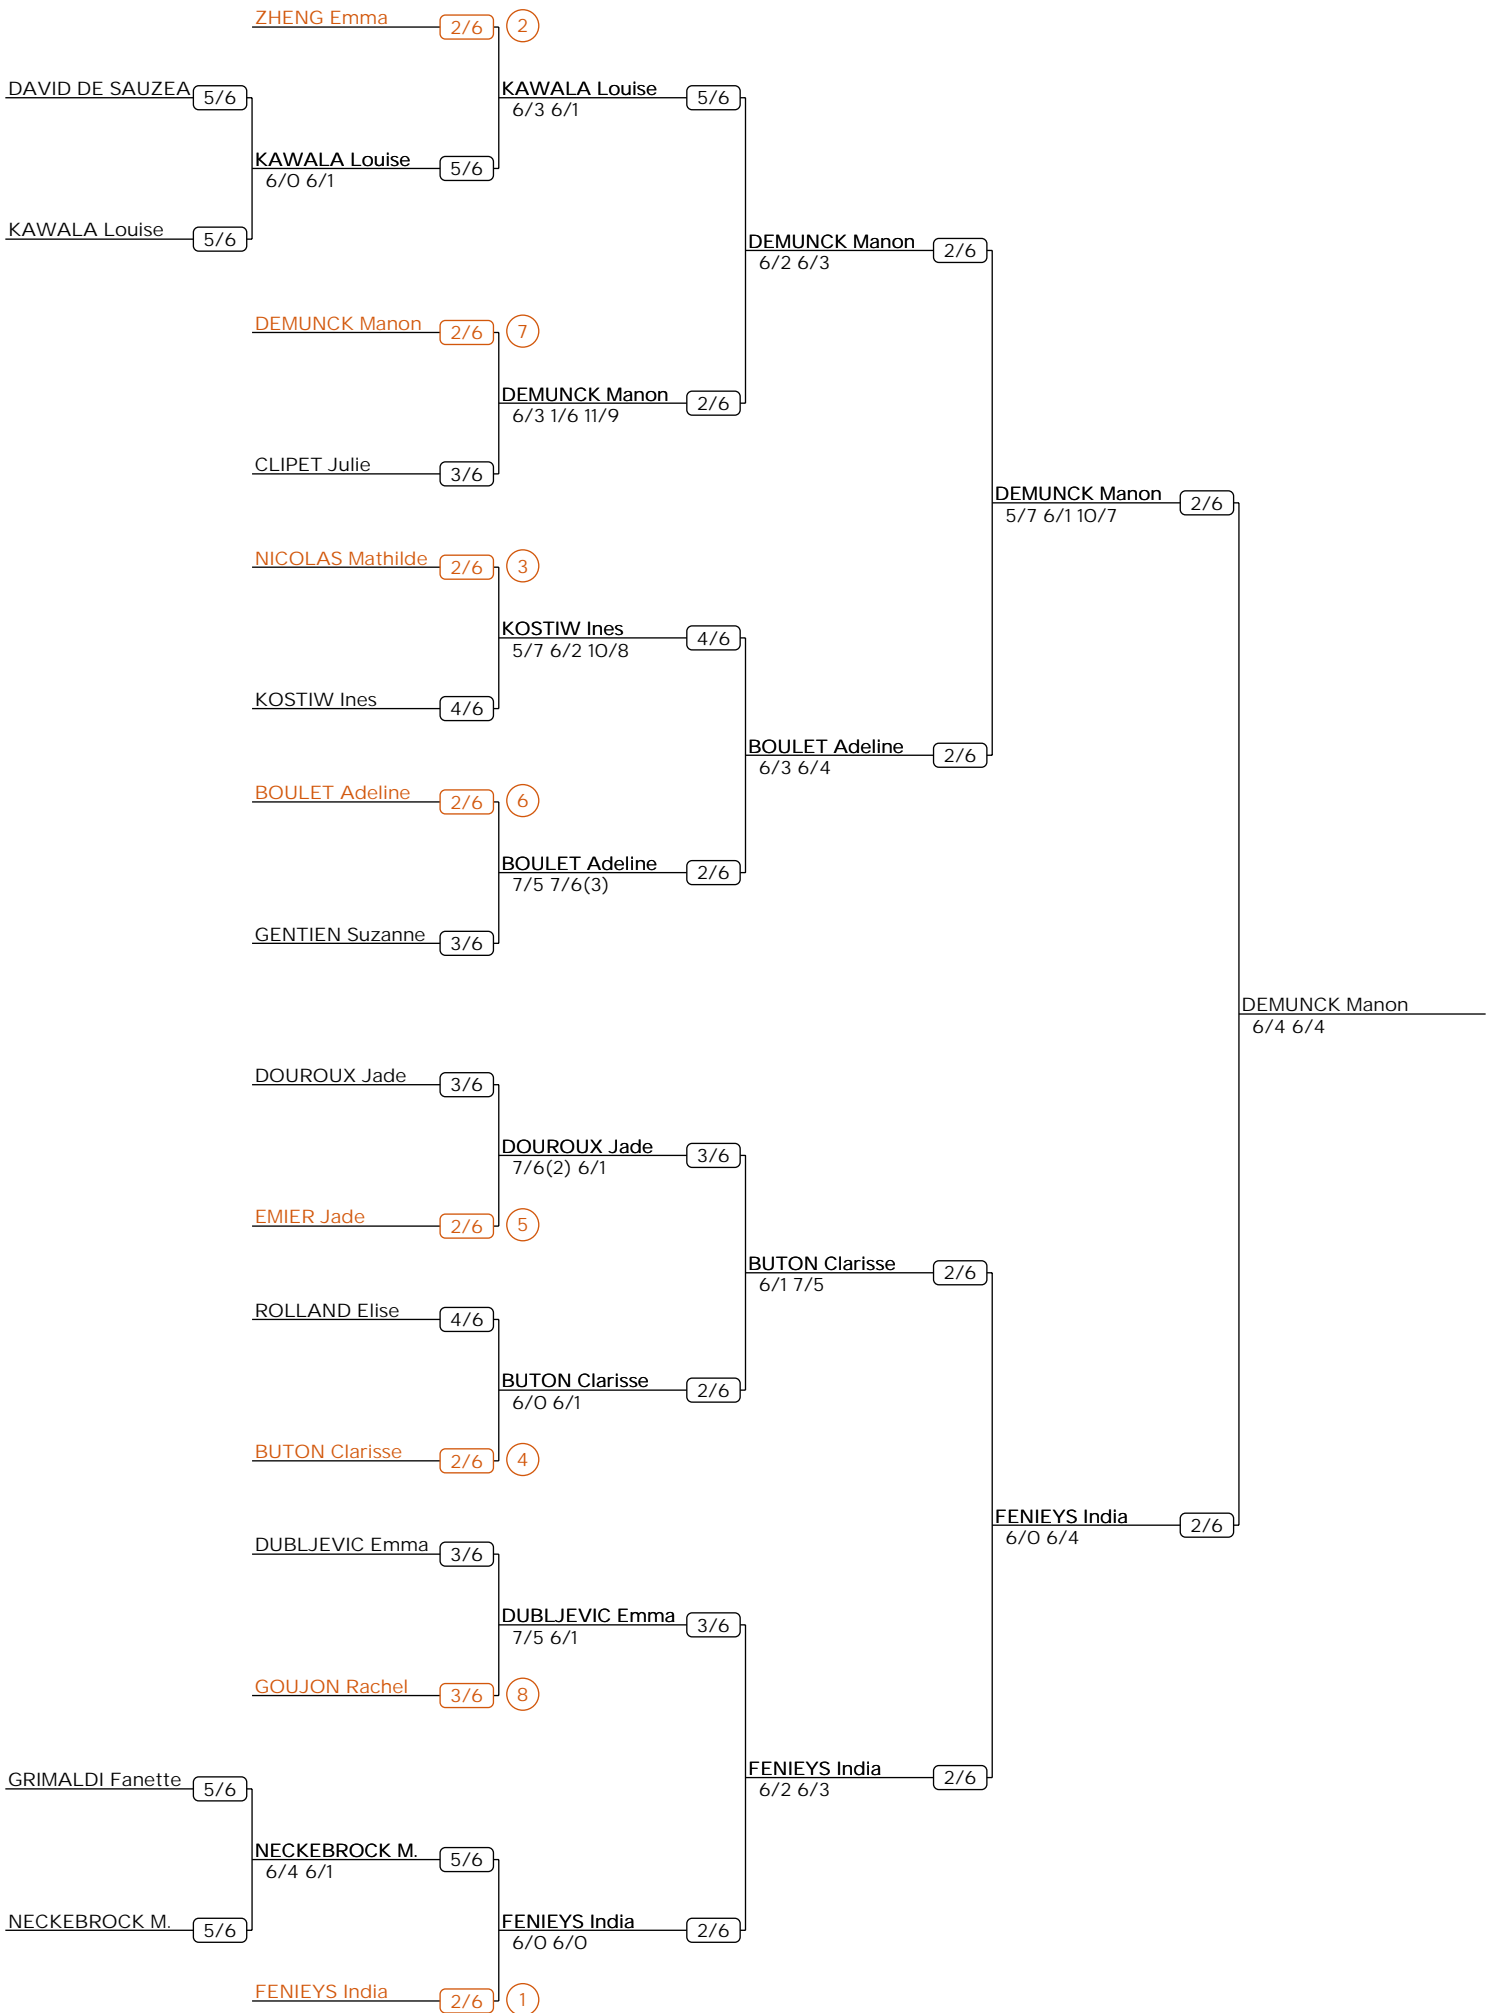 ZHENG Emma 2/6 2
DAVID DE SAUZEA 5/6
KAWALA Louise 5/6
6/3 6/1
KAWALA Louise 5/6
6/0 6/1
KAWALA Louise 5/6
DEMUNCK Manon 2/6
6/2 6/3
DEMUNCK Manon 2/6 7
DEMUNCK Manon 2/6
6/3 1/6 11/9
CLIPET Julie 3/6
DEMUNCK Manon 2/6
5/7 6/1 10/7
NICOLAS Mathilde 2/6 3
KOSTIW Ines 4/6
5/7 6/2 10/8
KOSTIW Ines 4/6
BOULET Adeline 2/6
6/3 6/4
BOULET Adeline 2/6 6
BOULET Adeline 2/6
7/5 7/6(3)
GENTIEN Suzanne 3/6
DEMUNCK Manon
6/4 6/4
DOUROUX Jade 3/6
DOUROUX Jade 3/6
7/6(2) 6/1
EMIER Jade 2/6 5
BUTON Clarisse 2/6
6/1 7/5
ROLLAND Elise 4/6
BUTON Clarisse 2/6
6/0 6/1
BUTON Clarisse 2/6 4
FENIEYS India 2/6
6/0 6/4
DUBLJEVIC Emma 3/6
DUBLJEVIC Emma 3/6
7/5 6/1
GOUJON Rachel 3/6 8
FENIEYS India 2/6
6/2 6/3
GRIMALDI Fanette 5/6
NECKEBROCK M. 5/6
6/4 6/1
NECKEBROCK M. 5/6
FENIEYS India 2/6
6/0 6/0
FENIEYS India 2/6 1